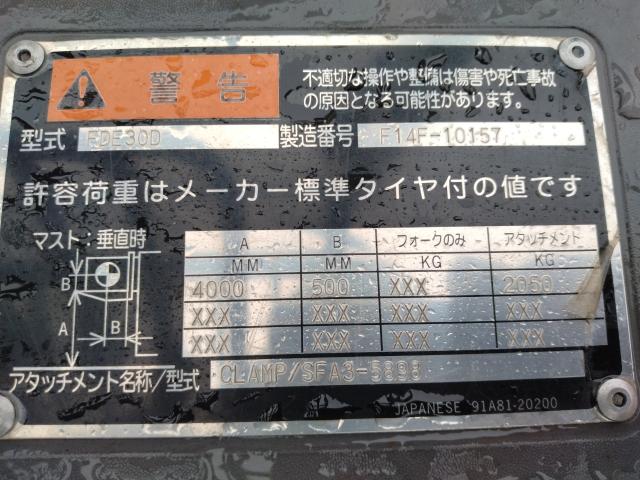 警告
不適切な操作や整備は傷害や死亡事故
の原因となる可能性があります。
型式 FDE30D 製造番号 F14F-10157
許容荷重はメーカー標準タイヤ付の値です
マスト：垂直時
A B フォークのみ アタッチメント
MM MM KG KG
4000 500 XXX 2050
XXX XXX XXX XXX
XXX XXX XXX XXX
B
A B
アタッチメント名称/型式 CLAMP/SFA3-
JAPANESE 91A81-20200